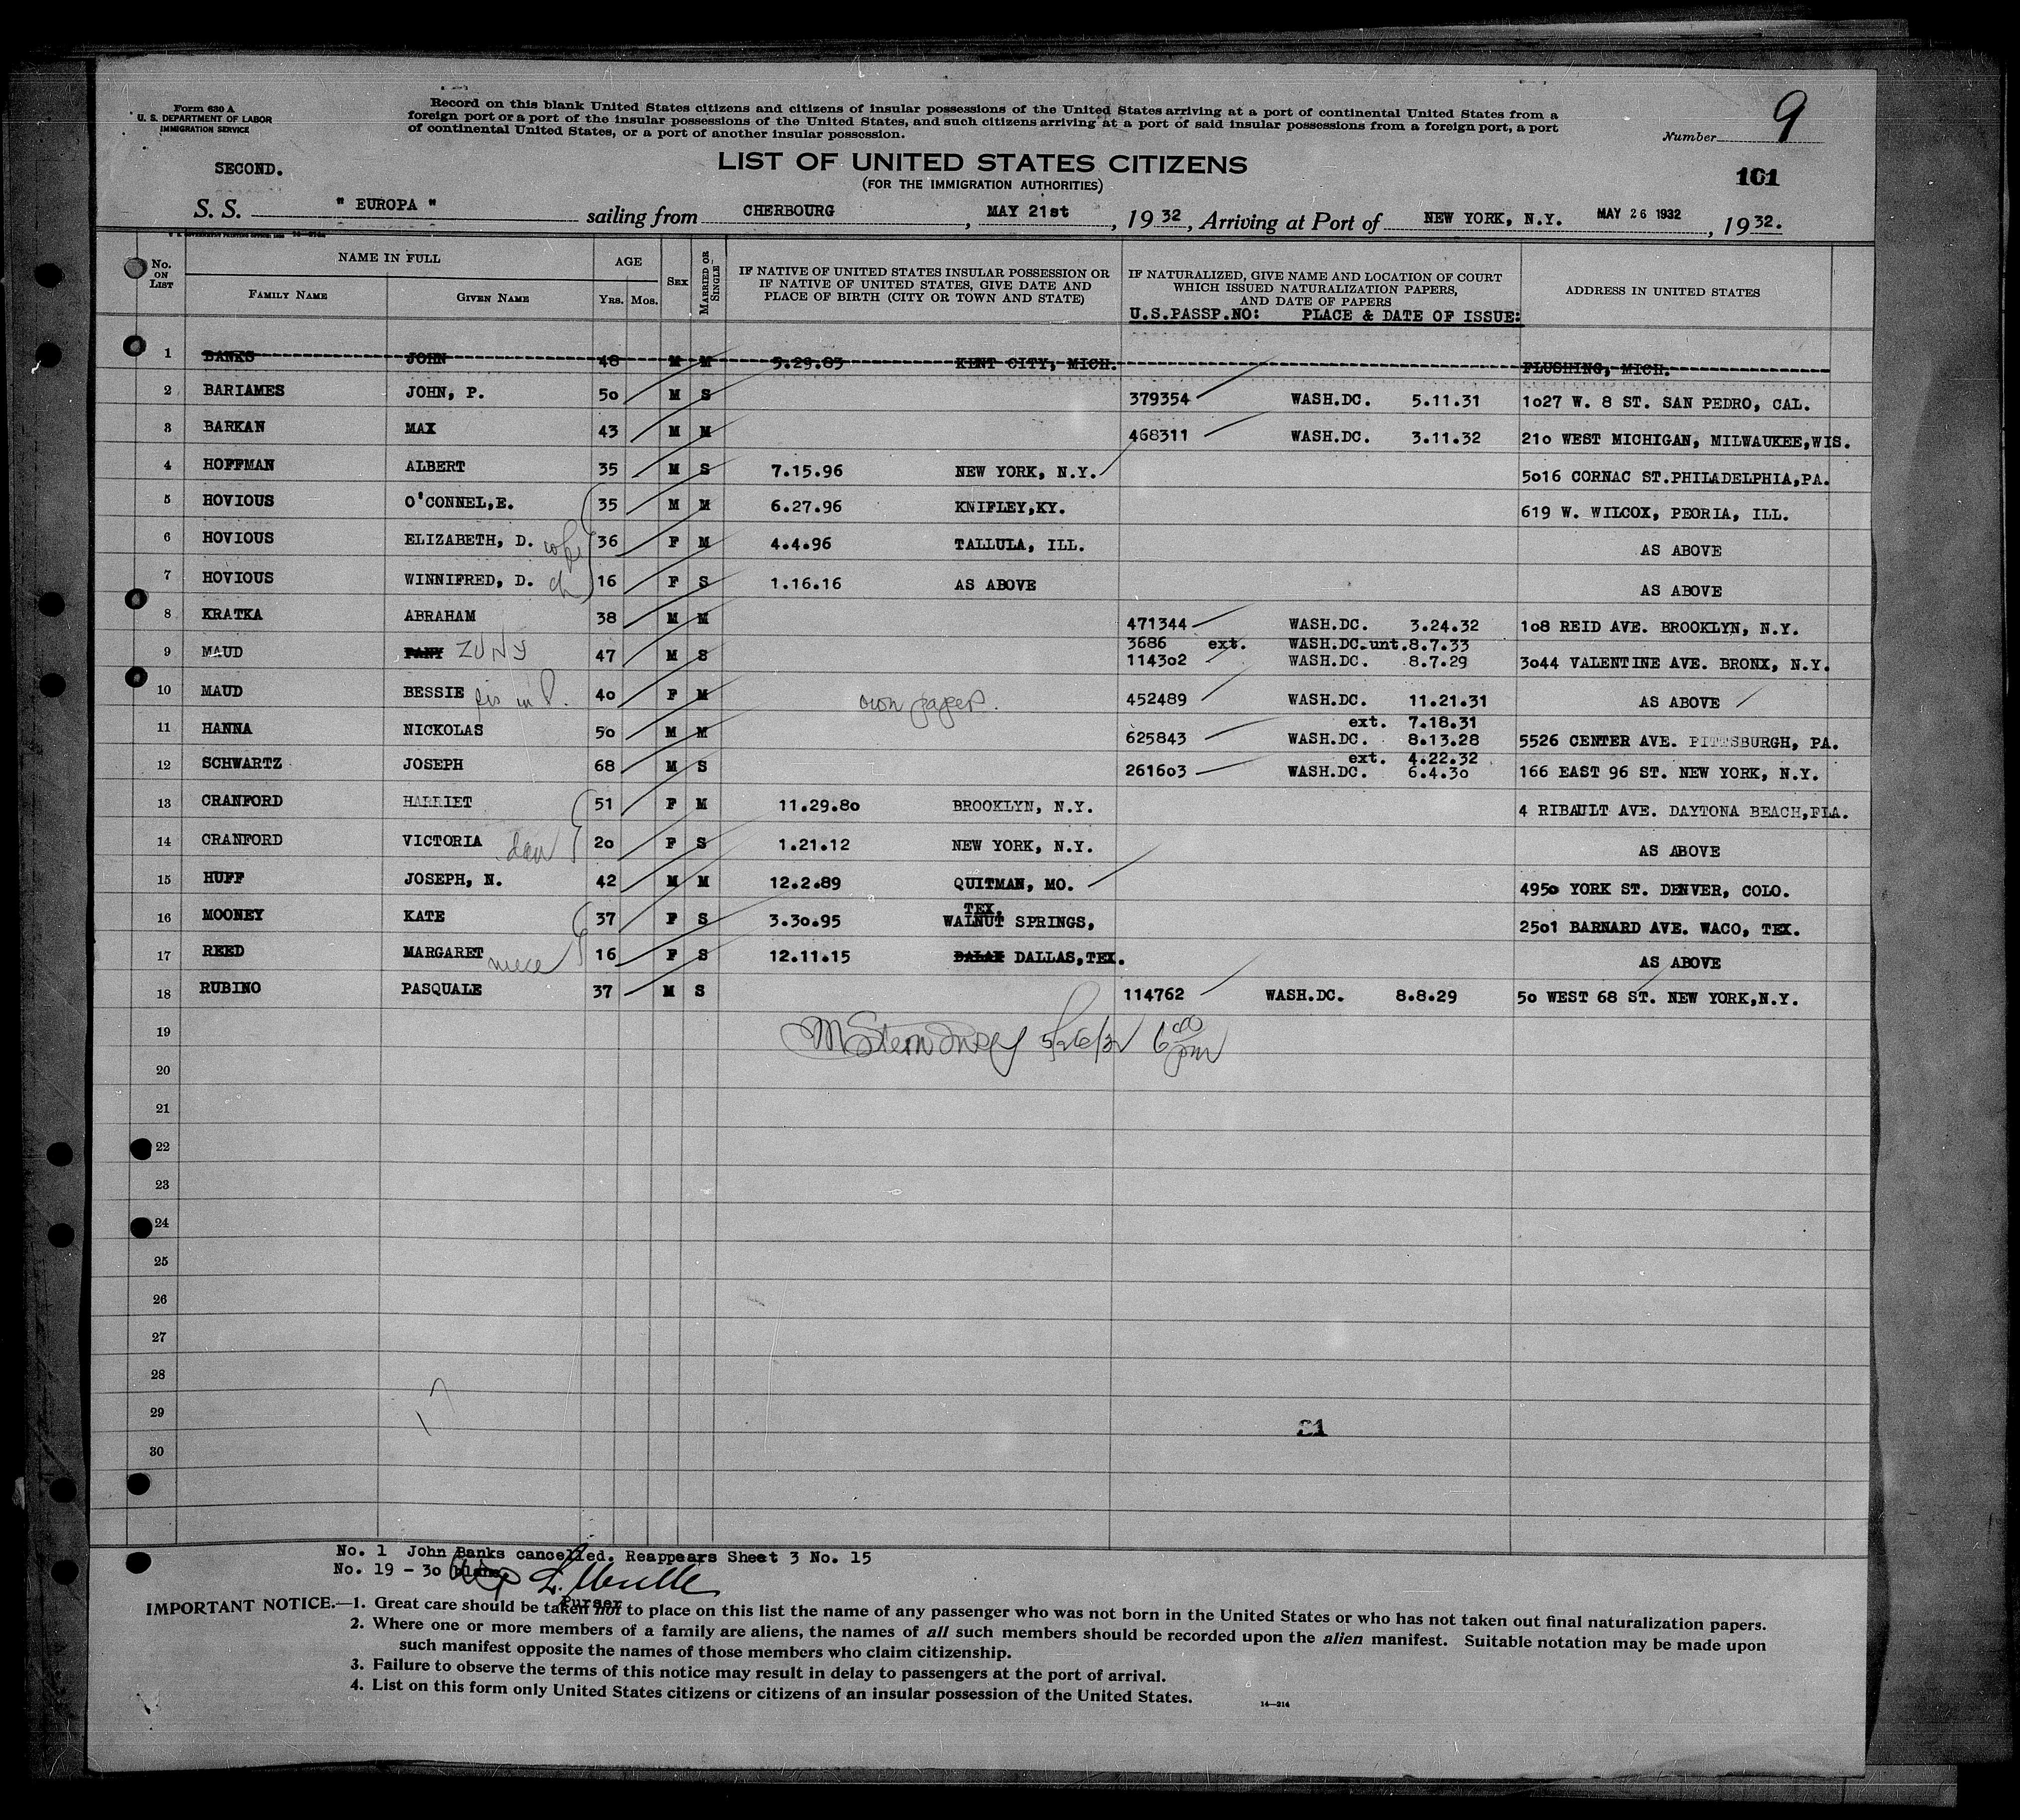 Form 630 A
U. S. DEPARTMENT OF LABOR
IMMIGRATION SERVICE
Record on this blank United States citizens and citizens of insular possessions of the United States arriving at a port of continental United States from a
foreign port or a port of the insular possessions of the United States, and such citizens arriving at a port of said insular possessions from a foreign port, a port
of continental United States, or a port of another insular possession.
Number 9
SECOND.
LIST OF UNITED STATES CITIZENS
(FOR THE IMMIGRATION AUTHORITIES)
101
S. S. " EUROPA " sailing from CHERBOURG, MAY 21st, 1932, Arriving at Port of NEW YORK, N.Y. MAY 26 1932, 1932.
No. ON LIST
NAME IN FULL
FAMILY NAME GIVEN NAME
AGE
YRS. MOS.
SEX
MARRIED OR SINGLE
IF NATIVE OF UNITED STATES INSULAR POSSESSION OR
IF NATIVE OF UNITED STATES, GIVE DATE AND
PLACE OF BIRTH (CITY OR TOWN AND STATE)
IF NATURALIZED, GIVE NAME AND LOCATION OF COURT
WHICH ISSUED NATURALIZATION PAPERS,
AND DATE OF PAPERS
U.S.PASSP.NO: PLACE & DATE OF ISSUE:
ADDRESS IN UNITED STATES
1 BANKS JOHN 48 M M 5.29.83 KENT CITY, MICH. FLUSHING, MICH.
2 BARIAMES JOHN, P. 50 M S 379354 WASH.DC. 5.11.31 1027 W. 8 ST. SAN PEDRO, CAL.
3 BARKAN MAX 43 M M 468311 WASH.DC. 3.11.32 210 WEST MICHIGAN, MILWAUKEE,WIS.
4 HOFFMAN ALBERT 35 M S 7.15.96 NEW YORK, N.Y. 5016 CORNAC ST.PHILADELPHIA,PA.
5 HOVIOUS O'CONNEL,E. 35 M M 6.27.96 KNIFLEY,KY. 619 W. WILCOX, PEORIA, ILL.
6 HOVIOUS ELIZABETH, D. wife 36 F M 4.4.96 TALLULA, ILL. AS ABOVE
7 HOVIOUS WINNIFRED, D. ch 16 F S 1.16.16 AS ABOVE AS ABOVE
8 KRATKA ABRAHAM 38 M M 471344 WASH.DC. 3.24.32 108 REID AVE. BROOKLYN, N.Y.
3686 ext. WASH.DC.unt.8.7.33
9 MAUD FANY ZUNY 47 M S 114302 WASH.DC. 8.7.29 3044 VALENTINE AVE. BRONX, N.Y.
10 MAUD BESSIE sis in l. 40 F M own papers. 452489 WASH.DC. 11.21.31 AS ABOVE
ext. 7.18.31
11 HANNA NICKOLAS 50 M M 625843 WASH.DC. 8.13.28 5526 CENTER AVE. PITTSBURGH, PA.
ext. 4.22.32
12 SCHWARTZ JOSEPH 68 M S 261603 WASH.DC. 6.4.30 166 EAST 96 ST. NEW YORK, N.Y.
13 CRANFORD HARRIET 51 F M 11.29.80 BROOKLYN, N.Y. 4 RIBAULT AVE. DAYTONA BEACH,FLA.
14 CRANFORD VICTORIA dau 20 F S 1.21.12 NEW YORK, N.Y. AS ABOVE
15 HUFF JOSEPH, N. 42 M M 12.2.89 QUITMAN, MO. 4950 YORK ST. DENVER, COLO.
TEX.
16 MOONEY KATE 37 F S 3.30.95 WALNUT SPRINGS, 2501 BARNARD AVE. WACO, TEX.
17 REED MARGARET niece 16 F S 12.11.15 DALAX DALLAS,TEX. AS ABOVE
18 RUBINO PASQUALE 37 M S 114762 WASH.DC. 8.8.29 50 WEST 68 ST. NEW YORK,N.Y.
19 M Stern Insp 5/26/32 6 00 pm
20
21
22
23
24
25
26
27
28
29
30
No. 1 John Banks cancelled. Reappears Sheet 3 No. 15
No. 19 - 30 blank.
Purser
IMPORTANT NOTICE.—1. Great care should be taken not to place on this list the name of any passenger who was not born in the United States or who has not taken out final naturalization papers.
2. Where one or more members of a family are aliens, the names of all such members should be recorded upon the alien manifest. Suitable notation may be made upon
such manifest opposite the names of those members who claim citizenship.
3. Failure to observe the terms of this notice may result in delay to passengers at the port of arrival.
4. List on this form only United States citizens or citizens of an insular possession of the United States.
14—214